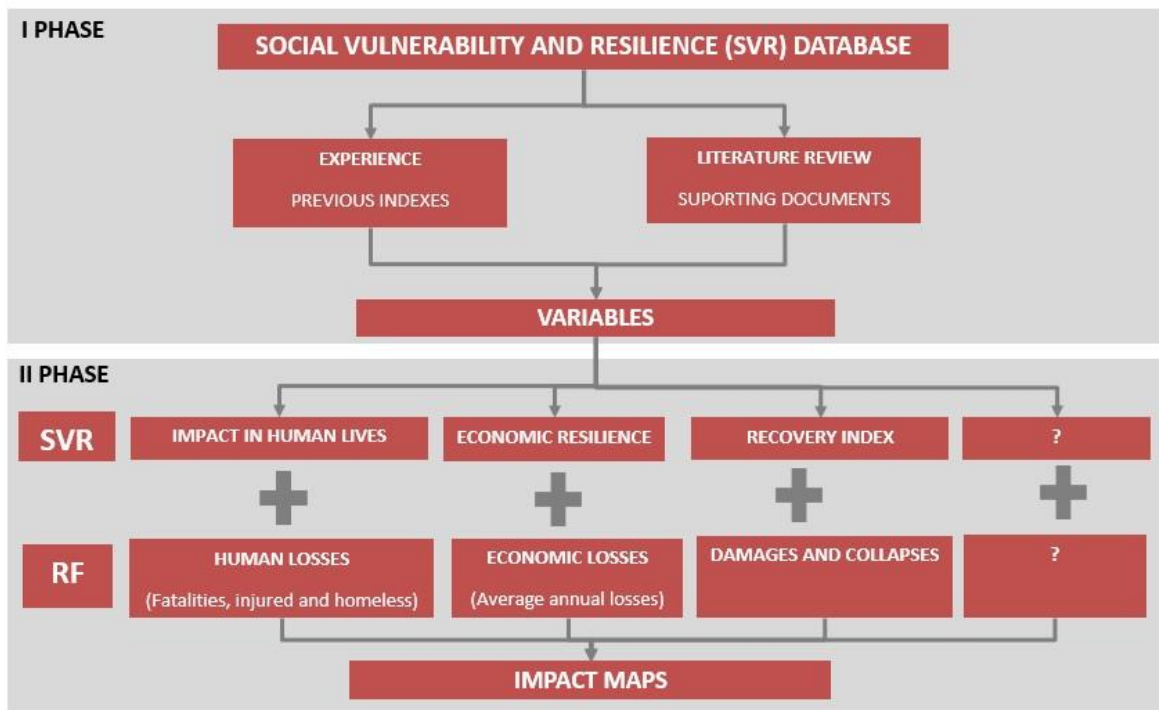 I PHASE
SOCIAL VULNERABILITY AND RESILIENCE (SVR) DATABASE
EXPERIENCE
PREVIOUS INDEXES
LITERATURE REVIEW
SUPORTING DOCUMENTS
VARIABLES
II PHASE
SVR
IMPACT IN HUMAN LIVES
ECONOMIC RESILIENCE
RECOVERY INDEX
?
RF
HUMAN LOSSES
(Fatalities, injured and homeless)
ECONOMIC LOSSES
(Average annual losses)
DAMAGES AND COLLAPSES
?
IMPACT MAPS